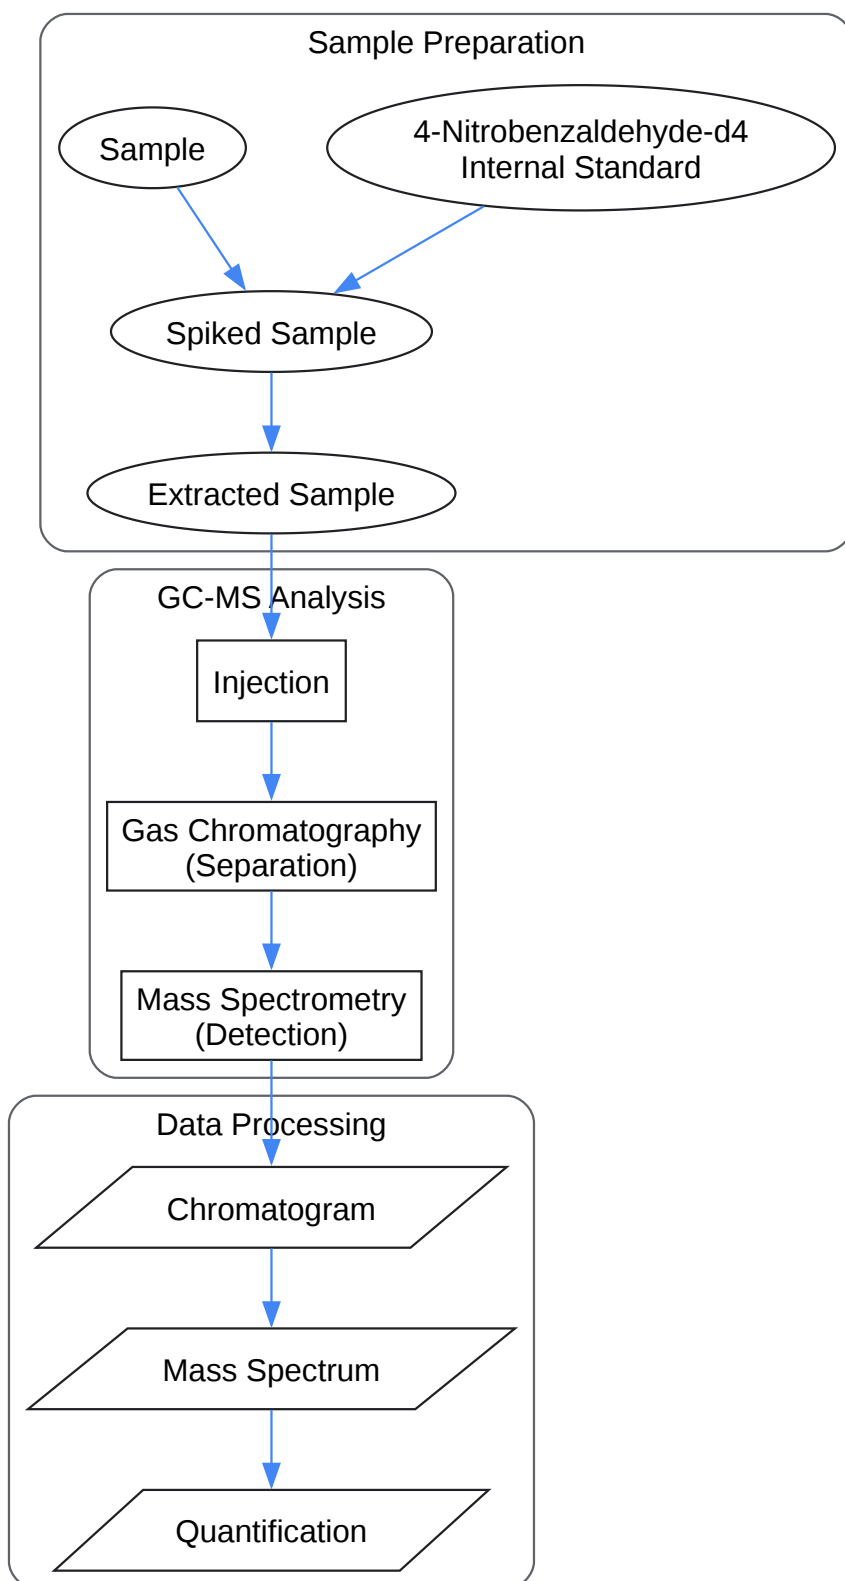 Sample Preparation
Sample
4-Nitrobenzaldehyde-d4
Internal Standard
Spiked Sample
Extracted Sample
GC-MS Analysis
Injection
Gas Chromatography
(Separation)
Mass Spectrometry
(Detection)
Data Processing
Chromatogram
Mass Spectrum
Quantification